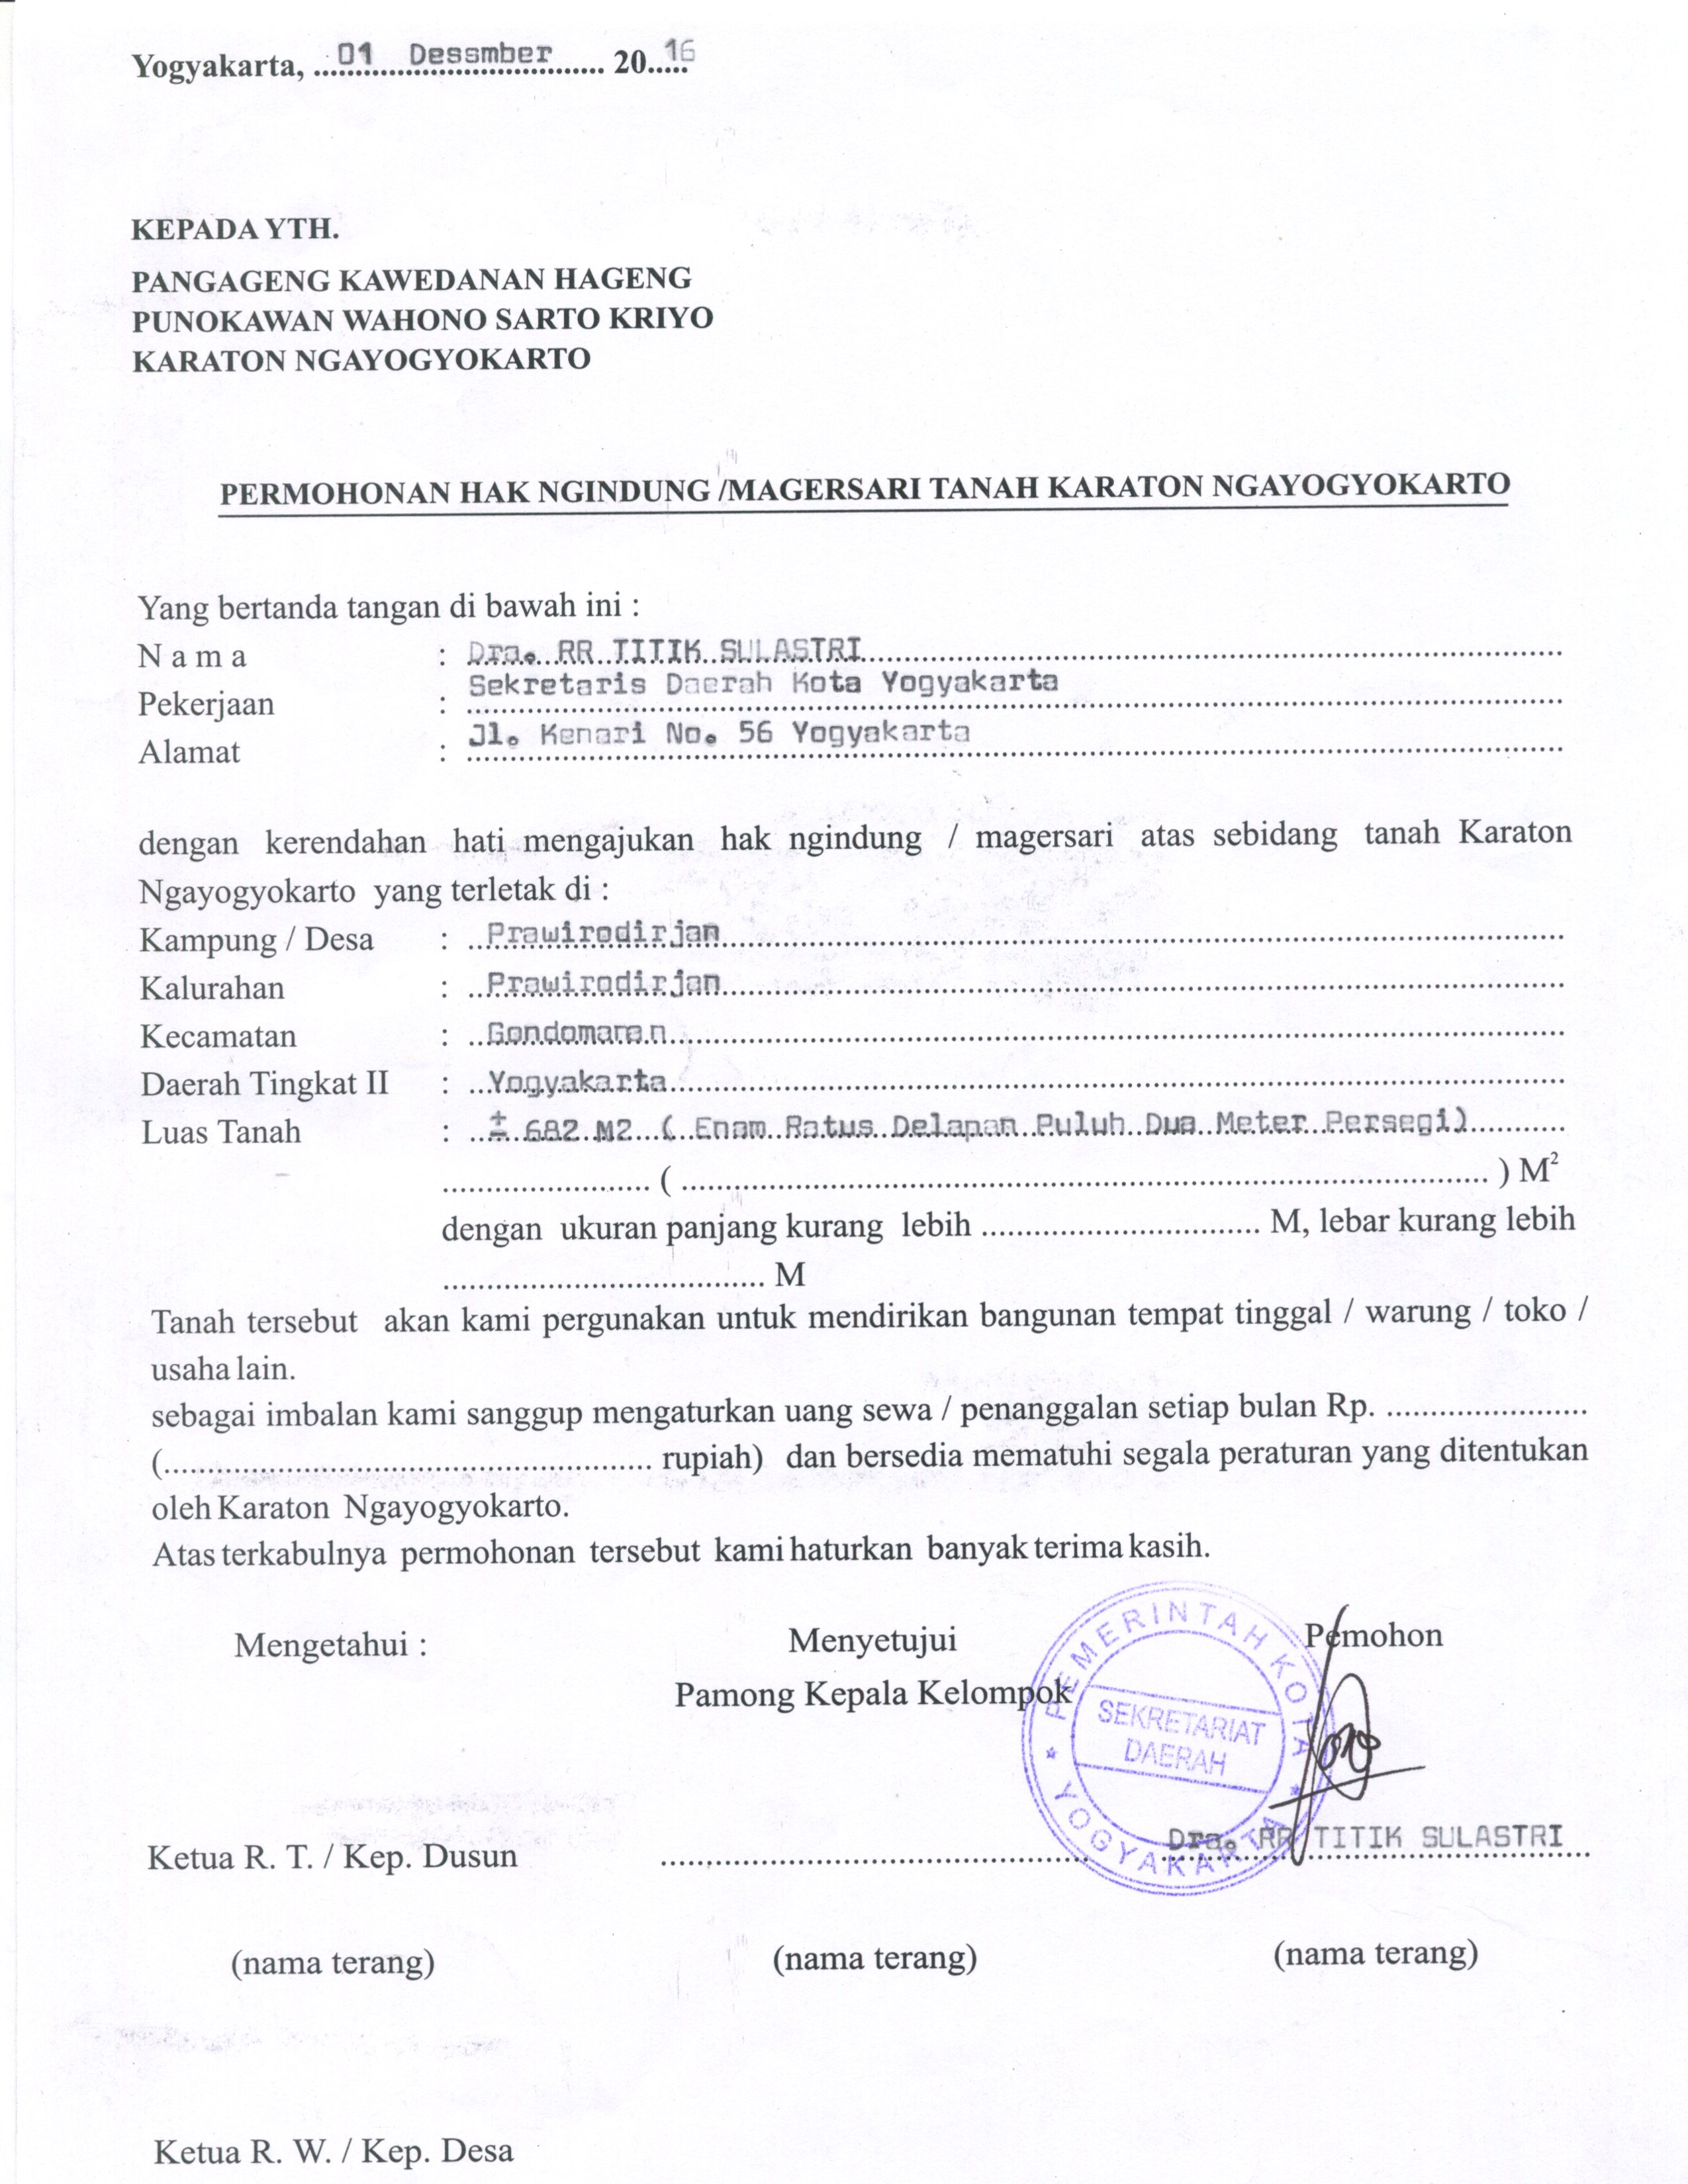 Yogyakarta, ..01 Dessmber...... 20.16
KEPADA YTH.
PANGAGENG KAWEDANAN HAGENG
PUNOKAWAN WAHONO SARTO KRIYO
KARATON NGAYOGYOKARTO
PERMOHONAN HAK NGINDUNG /MAGERSARI TANAH KARATON NGAYOGYOKARTO
Yang bertanda tangan di bawah ini :
N a m a : Dra. RR TITIK SULASTRI
Pekerjaan : Sekretaris Daerah Kota Yogyakarta
Alamat : Jl. Kenari No. 56 Yogyakarta
dengan kerendahan hati mengajukan hak ngindung / magersari atas sebidang tanah Karaton
Ngayogyokarto yang terletak di :
Kampung / Desa : Prawirodirjan
Kalurahan : Prawirodirjan
Kecamatan : Gondomaran
Daerah Tingkat II : Yogyakarta
Luas Tanah : ± 682 M2 ( Enam Ratus Delapan Puluh Dua Meter Persegi)
........................ ( ........................ ) M²
dengan ukuran panjang kurang lebih ........................ M, lebar kurang lebih
........................ M
Tanah tersebut akan kami pergunakan untuk mendirikan bangunan tempat tinggal / warung / toko /
usaha lain.
sebagai imbalan kami sanggup mengaturkan uang sewa / penanggalan setiap bulan Rp. ........................
(........................ rupiah) dan bersedia mematuhi segala peraturan yang ditentukan
oleh Karaton Ngayogyokarto.
Atas terkabulnya permohonan tersebut kami haturkan banyak terima kasih.
Mengetahui : Menyetujui Pemohon
Pamong Kepala Kelompok
PEMERINTAH KOTA
SEKRETARIAT
DAERAH
YOGYAKARTA
Ketua R. T. / Kep. Dusun ........................ Dra. RR TITIK SULASTRI
(nama terang) (nama terang) (nama terang)
Ketua R. W. / Kep. Desa